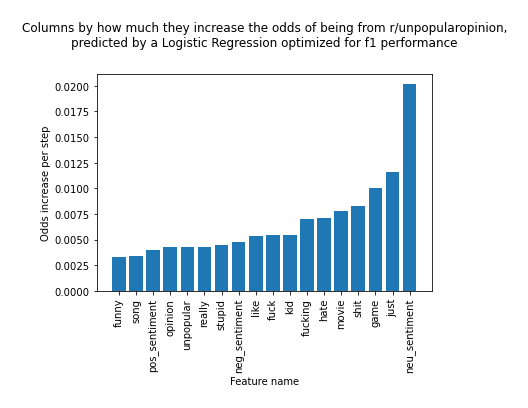 Columns by how much they increase the odds of being from r/unpopularopinion,
predicted by a Logistic Regression optimized for f1 performance
Odds increase per step
0.0200
0.0175
0.0150
0.0125
0.0100
0.0075
0.0050
0.0025
0.0000
funny
song
pos_sentiment
opinion
unpopular
really
stupid
neg_sentiment
like
fuck
kid
fucking
hate
movie
shit
game
just
neu_sentiment
Feature name